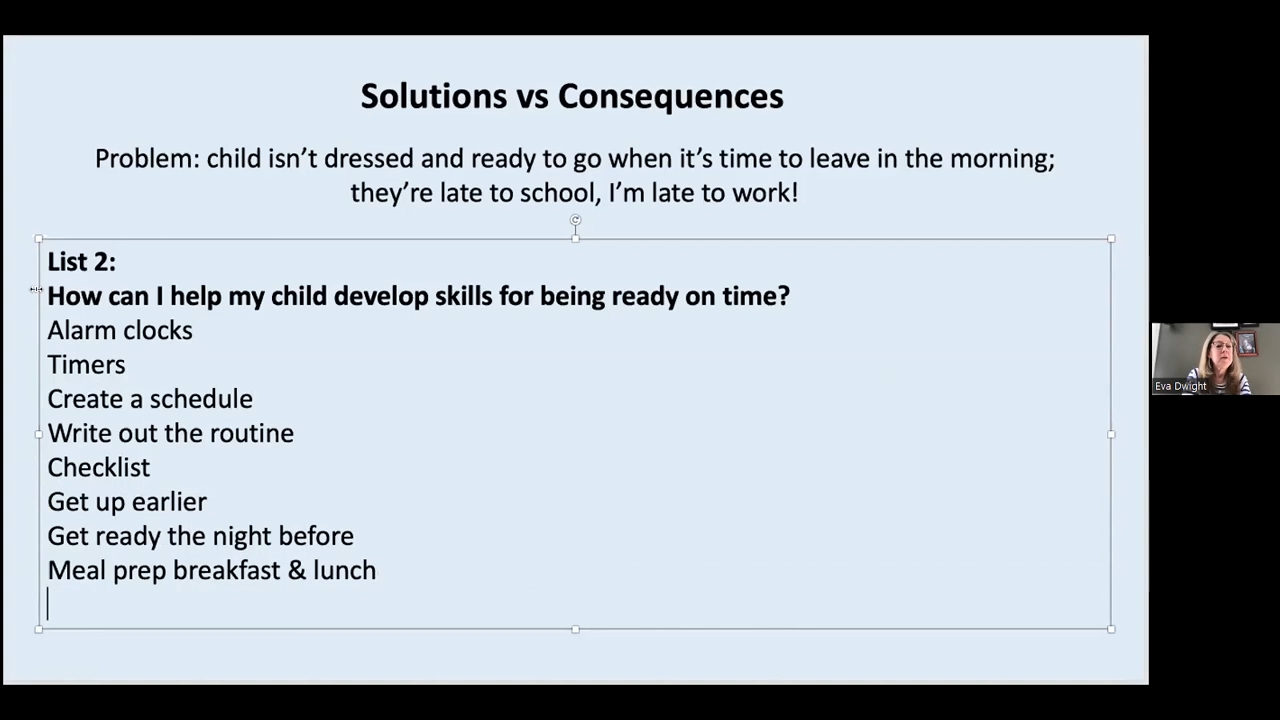 Solutions vs Consequences
Problem: child isn’t dressed and ready to go when it’s time to leave in the morning;
they’re late to school, I’m late to work!
List 2:
How can I help my child develop skills for being ready on time?
Alarm clocks
Timers
Create a schedule
Write out the routine
Checklist
Get up earlier
Get ready the night before
Meal prep breakfast & lunch
Eva Dwight